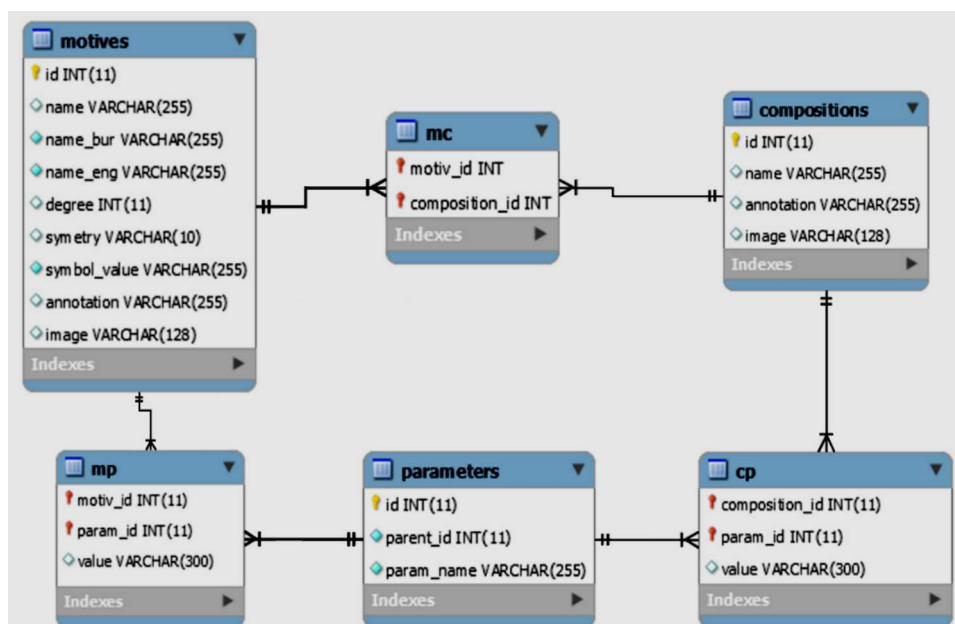 motives
id INT(11)
name VARCHAR(255)
name_bur VARCHAR(255)
name_eng VARCHAR(255)
degree INT(11)
symetry VARCHAR(10)
symbol_value VARCHAR(255)
annotation VARCHAR(255)
image VARCHAR(128)
Indexes
mc
motiv_id INT
composition_id INT
Indexes
compositions
id INT(11)
name VARCHAR(255)
annotation VARCHAR(255)
image VARCHAR(128)
Indexes
mp
motiv_id INT(11)
param_id INT(11)
value VARCHAR(300)
Indexes
parameters
id INT(11)
parent_id INT(11)
param_name VARCHAR(255)
Indexes
cp
composition_id INT(11)
param_id INT(11)
value VARCHAR(300)
Indexes